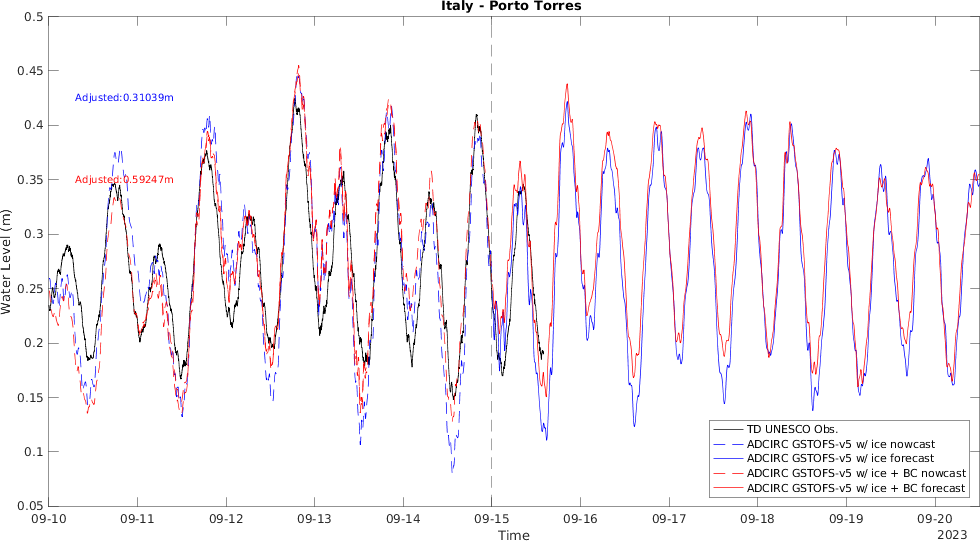 Italy - Porto Torres
Water Level (m)
0.5
0.45
0.4
0.35
0.3
0.25
0.2
0.15
0.1
0.05
Adjusted:0.31039m
Adjusted:0.59247m
TD UNESCO Obs.
ADCIRC GSTOFS-v5 w/ ice nowcast
ADCIRC GSTOFS-v5 w/ ice forecast
ADCIRC GSTOFS-v5 w/ ice + BC nowcast
ADCIRC GSTOFS-v5 w/ ice + BC forecast
09-10 09-11 09-12 09-13 09-14 09-15 09-16 09-17 09-18 09-19 09-20
Time
2023